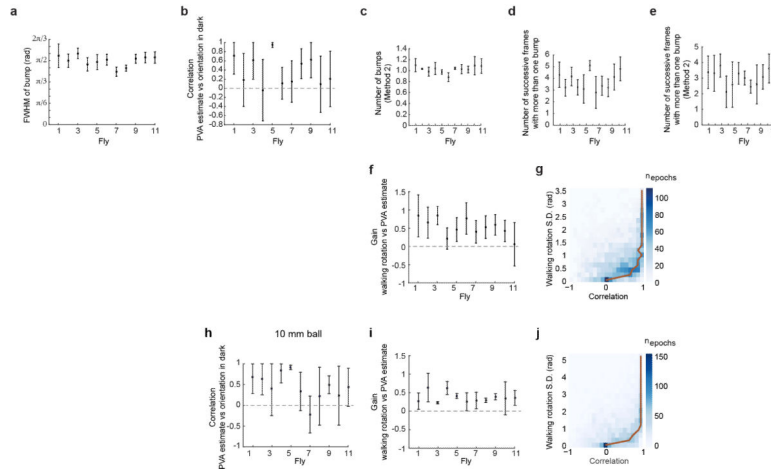 a
FWHM of bump (rad)
2π/3
π/2
π/3
π/6
0
1 3 5 7 9 11
Fly
b
Correlation
PVA estimate vs orientation in dark
1
0.8
0.6
0.4
0.2
0
-0.2
-0.4
-0.6
-0.8
1 3 5 7 9 11
Fly
c
Number of bumps
(Method 2)
1.4
1.2
1.0
0.8
0.6
0.4
0.2
0
1 3 5 7 9 11
Fly
d
Number of successive frames
with more than one bump
6
5
4
3
2
1
0
1 3 5 7 9 11
Fly
e
Number of successive frames
with more than one bump
(Method 2)
5
4
3
2
1
0
1 3 5 7 9 11
Fly
f
Gain
walking rotation vs PVA estimate
1.5
1
0.5
0
-0.5
-1
1 3 5 7 9 11
Fly
g
Walking rotation S.D. (rad)
3.5
3
2.5
2
1.5
1
0.5
0
−1 0 1
Correlation
nepochs
100
80
60
40
20
0
h
10 mm ball
Correlation
PVA estimate vs orientation in dark
1
0.5
0
-0.5
-1
1 3 5 7 9 11
Fly
i
Gain
walking rotation vs PVA estimate
1
0.5
0
-0.5
-1
1 3 5 7 9 11
Fly
j
Walking rotation S.D. (rad)
5
4
3
2
1
0
−1 0 1
Correlation
nepochs
150
100
50
0